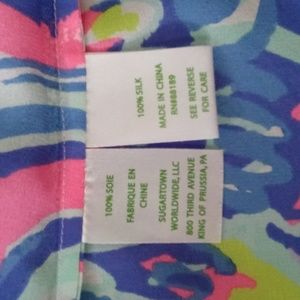 100% SILK
MADE IN CHINA
RN#88189
SEE REVERSE
FOR CARE
100% SOIE
FABRIQUE EN
CHINE
SUGARTOWN
WORLDWIDE, LLC
800 THIRD AVENUE
KING OF PRUSSIA, PA